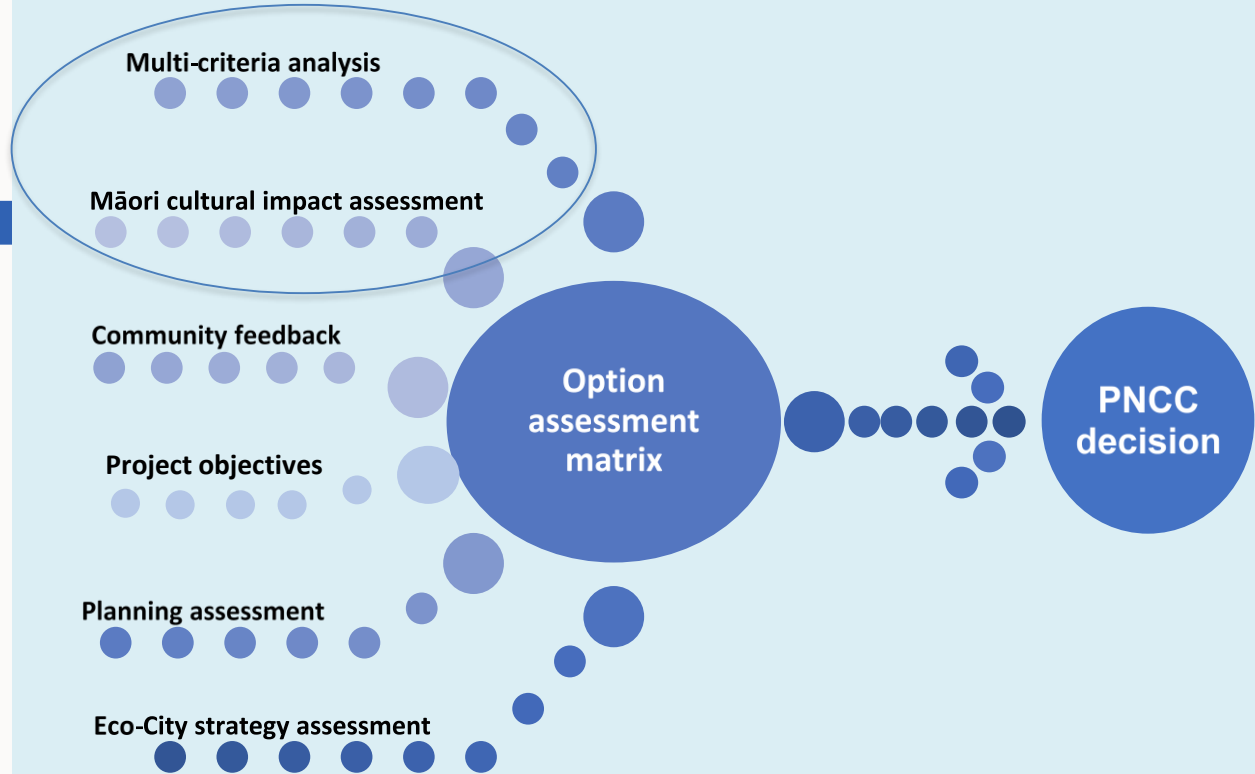 Multi-criteria analysis
Māori cultural impact assessment
Community feedback
Project objectives
Planning assessment
Eco-City strategy assessment
Option
assessment
matrix
PNCC
decision